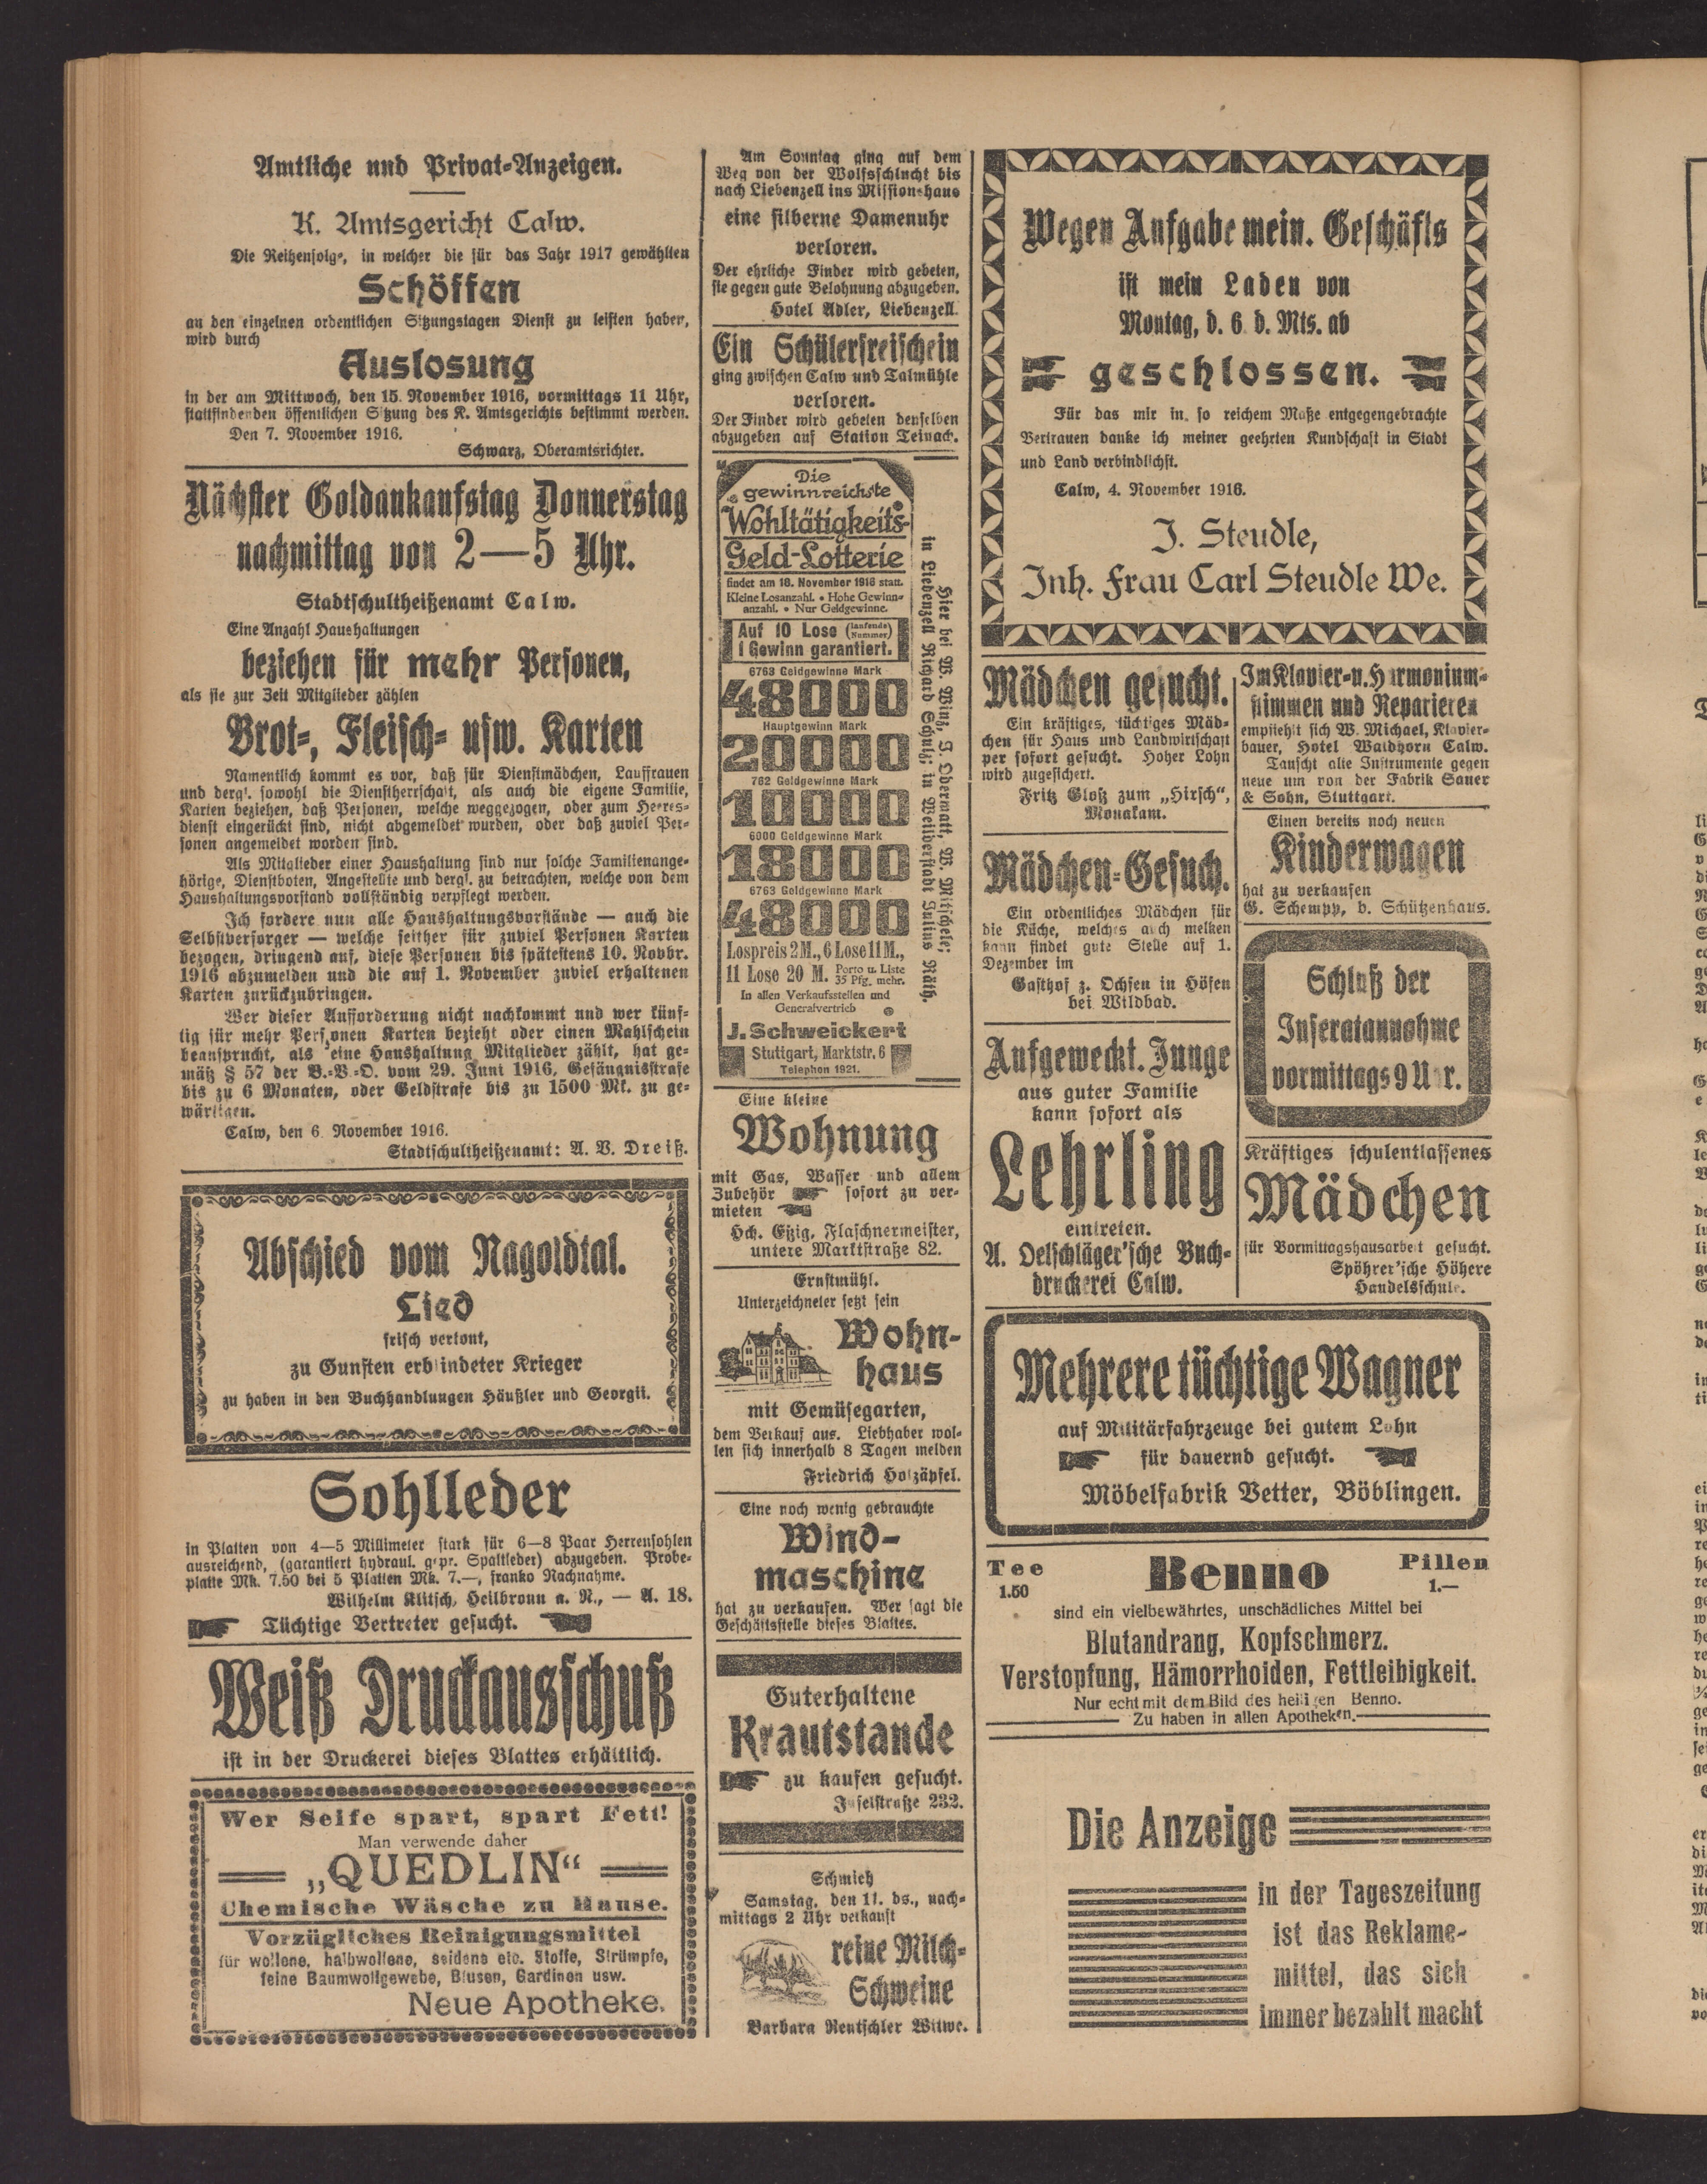 Amtliche und Privat-Anzeigen.
K. Amtsgericht Calw.
Die Reihenfolge, in welcher die für das Jahr 1917 gewählten
Schöffen
an den einzelnen ordentlichen Sitzungstagen Dienst zu leisten haben,
wird durch
Auslosung
in der am Mittwoch, den 15. November 1916, vormittags 11 Uhr,
stattfindenden öffentlichen Sitzung des K. Amtsgerichts bestimmt werden.
Den 7. November 1916.
Schwarz, Oberamtsrichter.
Nächster Goldankaufstag Donnerstag
nachmittag von 2—5 Uhr.
Stadtschultheißenamt Calw.
Eine Anzahl Haushaltungen
beziehen für mehr Personen,
als sie zur Zeit Mitglieder zählen
Brot-, Fleisch- usw. Karten
Namentlich kommt es vor, daß für Dienstmädchen, Lauffrauen
und dergl. sowohl die Dienstherrschaft, als auch die eigene Familie,
Karten beziehen, daß Personen, welche weggezogen, oder zum Heeres-
dienst eingerückt sind, nicht abgemeldet wurden, oder daß zuviel Per-
sonen angemeldet worden sind.
Als Mitglieder einer Haushaltung sind nur solche Familienange-
hörige, Dienstboten, Angestellte und dergl. zu betrachten, welche von dem
Haushaltungsvorstand vollständig verpflegt werden.
Ich fordere nun alle Haushaltungsvorstände — auch die
Selbstversorger — welche seither für zuviel Personen Karten
bezogen, dringend auf, diese Personen bis spätestens 10. Novbr.
1916 abzumelden und die auf 1. November zuviel erhaltenen
Karten zurückzubringen.
Wer dieser Aufforderung nicht nachkommt und wer künf-
tig für mehr Personen Karten bezieht oder einen Mahlschein
beansprucht, als eine Haushaltung Mitglieder zählt, hat ge-
mäß § 57 der B.-V.-O. vom 29. Juni 1916, Gefängnisstrafe
bis zu 6 Monaten, oder Geldstrafe bis zu 1500 Mk. zu ge-
wärtigen.
Calw, den 6. November 1916.
Stadtschultheißenamt: A. V. Dreiß.
Abschied vom Nagoldtal.
Lied
frisch vertont,
zu Gunsten erblindeter Krieger
zu haben in den Buchhandlungen Häußler und Georgii.
Sohlleder
in Platten von 4—5 Millimeter stark für 6—8 Paar Herrensohlen
ausreichend, (garantiert hydraul. gepr. Spaltleder) abzugeben. Probe-
platte Mk. 7.50 bei 5 Platten Mk. 7.—, franko Nachnahme.
Wilhelm Klitsch, Heilbronn a. N., — A. 18.
Tüchtige Vertreter gesucht.
Weiß Druckausschuß
ist in der Druckerei dieses Blattes erhältlich.
Wer Seife spart, spart Fett!
Man verwende daher
„QUEDLIN“
Chemische Wäsche zu Hause.
Vorzügliches Reinigungsmittel
für wollene, halbwollene, seidene etc. Stoffe, Strümpfe,
feine Baumwollgewebe, Blusen, Gardinen usw.
Neue Apotheke.
Am Sonntag ging auf dem
Weg von der Wolfsschlucht bis
nach Liebenzell ins Missionshaus
eine silberne Damenuhr
verloren.
Der ehrliche Finder wird gebeten,
sie gegen gute Belohnung abzugeben.
Hotel Adler, Liebenzell.
Ein Schülerfreischein
ging zwischen Calw und Talmühle
verloren.
Der Finder wird gebeten denselben
abzugeben auf Station Teinach.
Die
gewinnreichste
Wohltätigkeits-
Geld-Lotterie
findet am 18. November 1916 statt.
Kleine Losanzahl. • Hohe Gewinn-
anzahl. • Nur Geldgewinne.
Auf 10 Lose (laufende Nummer)
1 Gewinn garantiert.
6763 Geldgewinne Mark
48000
Hauptgewinn Mark
20000
762 Geldgewinne Mark
10000
6000 Geldgewinne Mark
18000
6763 Geldgewinne Mark
48000
Lospreis 2 M., 6 Lose 11 M.,
11 Lose 20 M. Porto u. Liste 35 Pfg. mehr.
In allen Verkaufsstellen und
Generalvertrieb
J. Schweickert
Stuttgart, Marktstr. 6
Telephon 1921.
Hier bei W. Winz, J. Obermatt, W. Mitschele;
in Liebenzell Richard Schulz; in Weilderstadt Julius Räth.
Eine kleine
Wohnung
mit Gas, Wasser und allem
Zubehör sofort zu ver-
mieten
Hch. Essig, Flaschnermeister,
untere Marktstraße 82.
Ernstmühl.
Unterzeichneter setzt sein
Wohn-
haus
mit Gemüsegarten,
dem Verkauf aus. Liebhaber wol-
len sich innerhalb 8 Tagen melden
Friedrich Holzäpfel.
Eine noch wenig gebrauchte
Wind-
maschine
hat zu verkaufen. Wer sagt die
Geschäftsstelle dieses Blattes.
Guterhaltene
Krautstande
zu kaufen gesucht.
Inselstraße 232.
Schmieh
Samstag, den 11. ds., nach-
mittags 2 Uhr verkauft
reine Milch-
Schweine
Barbara Rentschler Witwe.
Wegen Aufgabe mein. Geschäfts
ist mein Laden von
Montag, d. 6. d. Mts. ab
geschlossen.
Für das mir in so reichem Maße entgegengebrachte
Vertrauen danke ich meiner geehrten Kundschaft in Stadt
und Land verbindlichst.
Calw, 4. November 1916.
J. Steudle,
Inh. Frau Carl Steudle We.
Mädchen gesucht.
Ein kräftiges, tüchtiges Mäd-
chen für Haus und Landwirtschaft
per sofort gesucht. Hoher Lohn
wird zugesichert.
Fritz Gloß zum „Hirsch“,
Monakam.
Mädchen-Gesuch.
Ein ordentliches Mädchen für
die Küche, welches auch melken
kann findet gute Stelle auf 1.
Dezember im
Gasthof z. Ochsen in Höfen
bei Wildbad.
Aufgeweckt. Junge
aus guter Familie
kann sofort als
Lehrling
eintreten.
A. Oelschläger'sche Buch-
druckerei Calw.
Im Klavier- u. Harmonium-
stimmen und Reparieren
empfiehlt sich W. Michael, Klavier-
bauer, Hotel Waldhorn Calw.
Tauscht alte Instrumente gegen
neue um von der Fabrik Sauer
& Sohn, Stuttgart.
Einen bereits noch neuen
Kinderwagen
hat zu verkaufen
G. Schempp, b. Schützenhaus.
Schluß der
Inseratannahme
vormittags 9 Uhr.
Kräftiges schulentlassenes
Mädchen
für Vormittagshausarbeit gesucht.
Spöhrer'sche Höhere
Handelsschule.
Mehrere tüchtige Wagner
auf Militärfahrzeuge bei gutem Lohn
für dauernd gesucht.
Möbelfabrik Vetter, Böblingen.
Tee Benno Pillen
1.50 1.—
sind ein vielbewährtes, unschädliches Mittel bei
Blutandrang, Kopfschmerz.
Verstopfung, Hämorrhoiden, Fettleibigkeit.
Nur echt mit dem Bild des heiligen Benno.
Zu haben in allen Apotheken.
Die Anzeige
in der Tageszeitung
ist das Reklame-
mittel, das sich
immer bezahlt macht